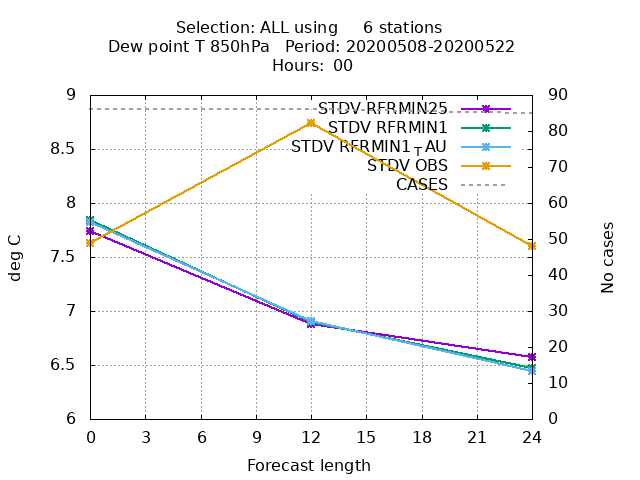 Selection: ALL using     6 stations
Dew point T 850hPa   Period: 20200508-20200522
Hours:  00
9
8.5
8
7.5
7
6.5
6
deg C
90
80
70
60
50
40
30
20
10
0
No cases
STDV RFRMIN25
STDV RFRMIN1
STDV RFRMIN1TAU
STDV OBS
CASES
0 3 6 9 12 15 18 21 24
Forecast length